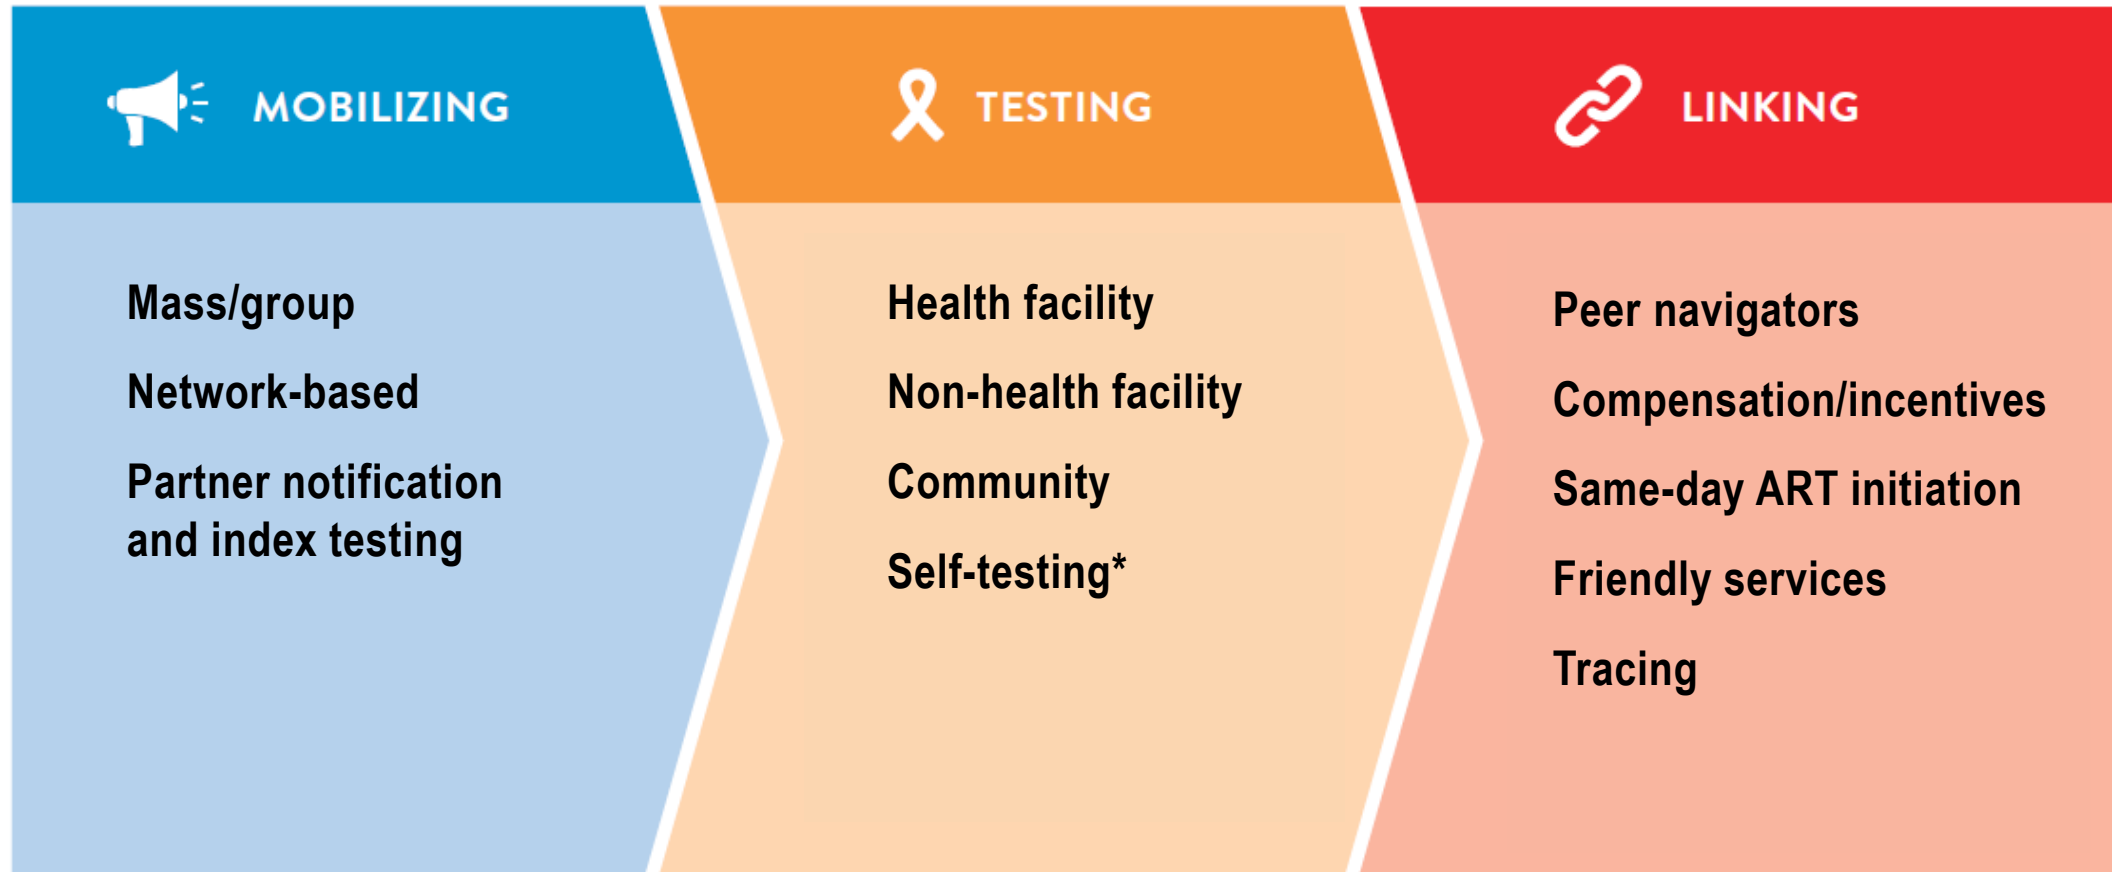 MOBILIZING
Mass/group
Network-based
Partner notification
and index testing
TESTING
Health facility
Non-health facility
Community
Self-testing*
LINKING
Peer navigators
Compensation/incentives
Same-day ART initiation
Friendly services
Tracing